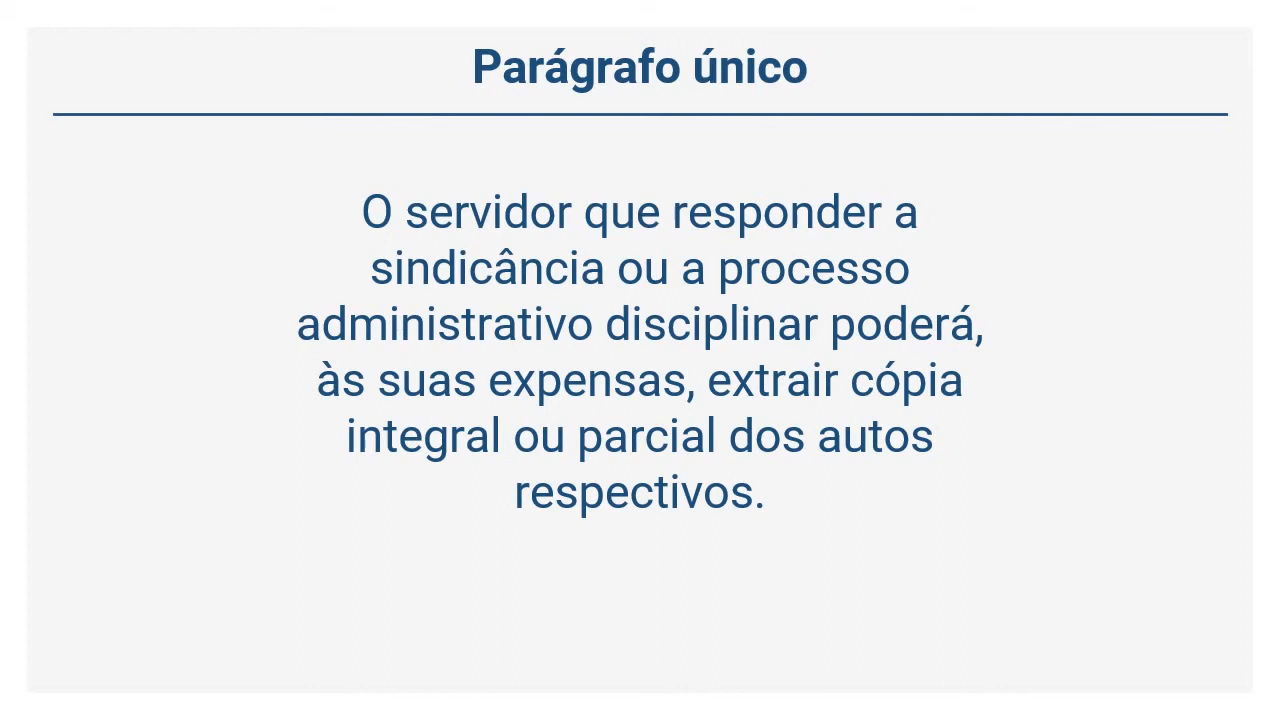 Parágrafo único
O servidor que responder a
sindicância ou a processo
administrativo disciplinar poderá,
às suas expensas, extrair cópia
integral ou parcial dos autos
respectivos.